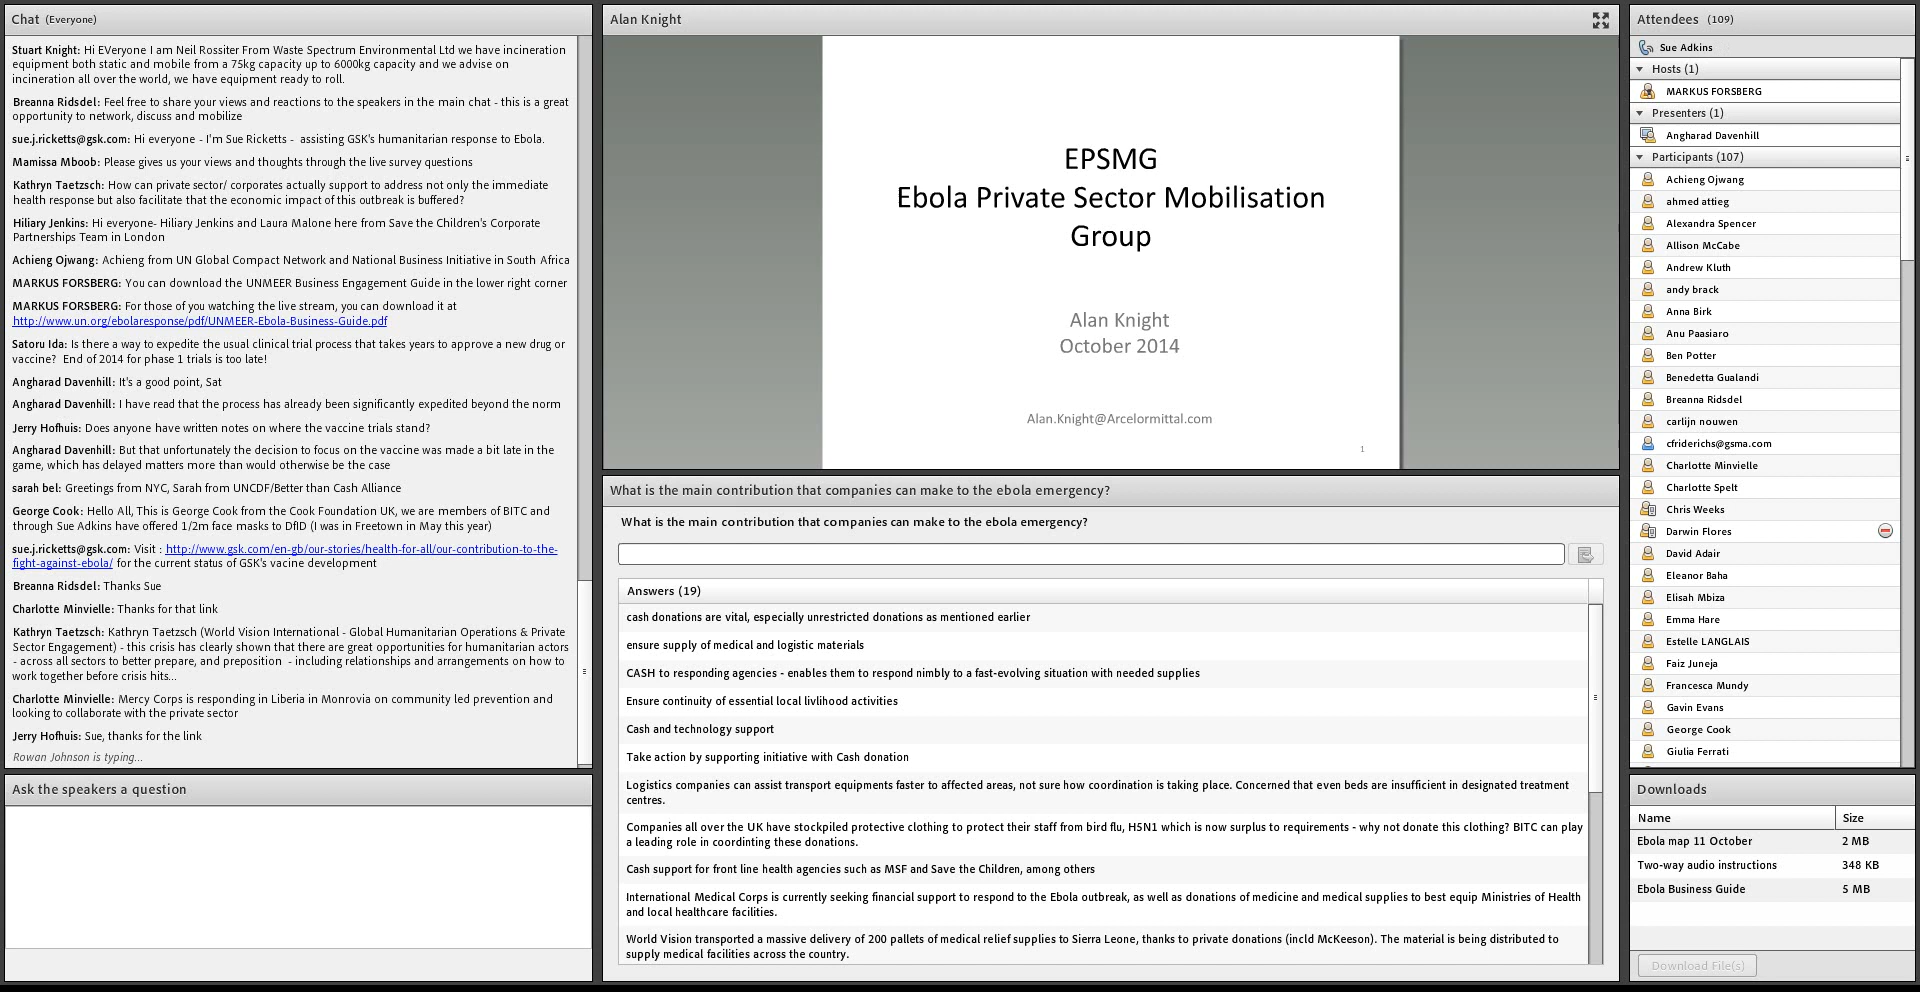 Chat (Everyone)
Stuart Knight: Hi EVeryone I am Neil Rossiter From Waste Spectrum Environmental Ltd we have incineration
equipment both static and mobile from a 75kg capacity up to 6000kg capacity and we advise on
incineration all over the world, we have equipment ready to roll.
Breanna Ridsdel: Feel free to share your views and reactions to the speakers in the main chat - this is a great
opportunity to network, discuss and mobilize
sue.j.ricketts@gsk.com: Hi everyone - I'm Sue Ricketts - assisting GSK's humanitarian response to Ebola.
Mamissa Mboob: Please gives us your views and thoughts through the live survey questions
Kathryn Taetzsch: How can private sector/ corporates actually support to address not only the immediate
health response but also facilitate that the economic impact of this outbreak is buffered?
Hiliary Jenkins: Hi everyone- Hiliary Jenkins and Laura Malone here from Save the Children's Corporate
Partnerships Team in London
Achieng Ojwang: Achieng from UN Global Compact Network and National Business Initiative in South Africa
MARKUS FORSBERG: You can download the UNMEER Business Engagement Guide in the lower right corner
MARKUS FORSBERG: For those of you watching the live stream, you can download it at
http://www.un.org/ebolaresponse/pdf/UNMEER-Ebola-Business-Guide.pdf
Satoru Ida: Is there a way to expedite the usual clinical trial process that takes years to approve a new drug or
vaccine? End of 2014 for phase 1 trials is too late!
Angharad Davenhill: It's a good point, Sat
Angharad Davenhill: I have read that the process has already been significantly expedited beyond the norm
Jerry Hofhuis: Does anyone have written notes on where the vaccine trials stand?
Angharad Davenhill: But that unfortunately the decision to focus on the vaccine was made a bit late in the
game, which has delayed matters more than would otherwise be the case
sarah bel: Greetings from NYC, Sarah from UNCDF/Better than Cash Alliance
George Cook: Hello All, This is George Cook from the Cook Foundation UK, we are members of BITC and
through Sue Adkins have offered 1/2m face masks to DfID (I was in Freetown in May this year)
sue.j.ricketts@gsk.com: Visit : http://www.gsk.com/en-gb/our-stories/health-for-all/our-contribution-to-the-
fight-against-ebola/ for the current status of GSK's vacine development
Breanna Ridsdel: Thanks Sue
Charlotte Minvielle: Thanks for that link
Kathryn Taetzsch: Kathryn Taetzsch (World Vision International - Global Humanitarian Operations & Private
Sector Engagement) - this crisis has clearly shown that there are great opportunities for humanitarian actors
- across all sectors to better prepare, and preposition - including relationships and arrangements on how to
work together before crisis hits...
Charlotte Minvielle: Mercy Corps is responding in Liberia in Monrovia on community led prevention and
looking to collaborate with the private sector
Jerry Hofhuis: Sue, thanks for the link
Rowan Johnson is typing...
Ask the speakers a question
Alan Knight
EPSMG
Ebola Private Sector Mobilisation
Group
Alan Knight
October 2014
Alan.Knight@Arcelormittal.com
1
What is the main contribution that companies can make to the ebola emergency?
What is the main contribution that companies can make to the ebola emergency?
Answers (19)
cash donations are vital, especially unrestricted donations as mentioned earlier
ensure supply of medical and logistic materials
CASH to responding agencies - enables them to respond nimbly to a fast-evolving situation with needed supplies
Ensure continuity of essential local livlihood activities
Cash and technology support
Take action by supporting initiative with Cash donation
Logistics companies can assist transport equipments faster to affected areas, not sure how coordination is taking place. Concerned that even beds are insufficient in designated treatment
centres.
Companies all over the UK have stockpiled protective clothing to protect their staff from bird flu, H5N1 which is now surplus to requirements - why not donate this clothing? BITC can play
a leading role in coordinting these donations.
Cash support for front line health agencies such as MSF and Save the Children, among others
International Medical Corps is currently seeking financial support to respond to the Ebola outbreak, as well as donations of medicine and medical supplies to best equip Ministries of Health
and local healthcare facilities.
World Vision transported a massive delivery of 200 pallets of medical relief supplies to Sierra Leone, thanks to private donations (incld McKeeson). The material is being distributed to
supply medical facilities across the country.
Attendees (109)
Sue Adkins
Hosts (1)
MARKUS FORSBERG
Presenters (1)
Angharad Davenhill
Participants (107)
Achieng Ojwang
ahmed attieg
Alexandra Spencer
Allison McCabe
Andrew Kluth
andy brack
Anna Birk
Anu Paasiaro
Ben Potter
Benedetta Gualandi
Breanna Ridsdel
carlijn nouwen
cfriderichs@gsma.com
Charlotte Minvielle
Charlotte Spelt
Chris Weeks
Darwin Flores
David Adair
Eleanor Baha
Elisah Mbiza
Emma Hare
Estelle LANGLAIS
Faiz Juneja
Francesca Mundy
Gavin Evans
George Cook
Giulia Ferrati
Downloads
Name Size
Ebola map 11 October 2 MB
Two-way audio instructions 348 KB
Ebola Business Guide 5 MB
Download File(s)